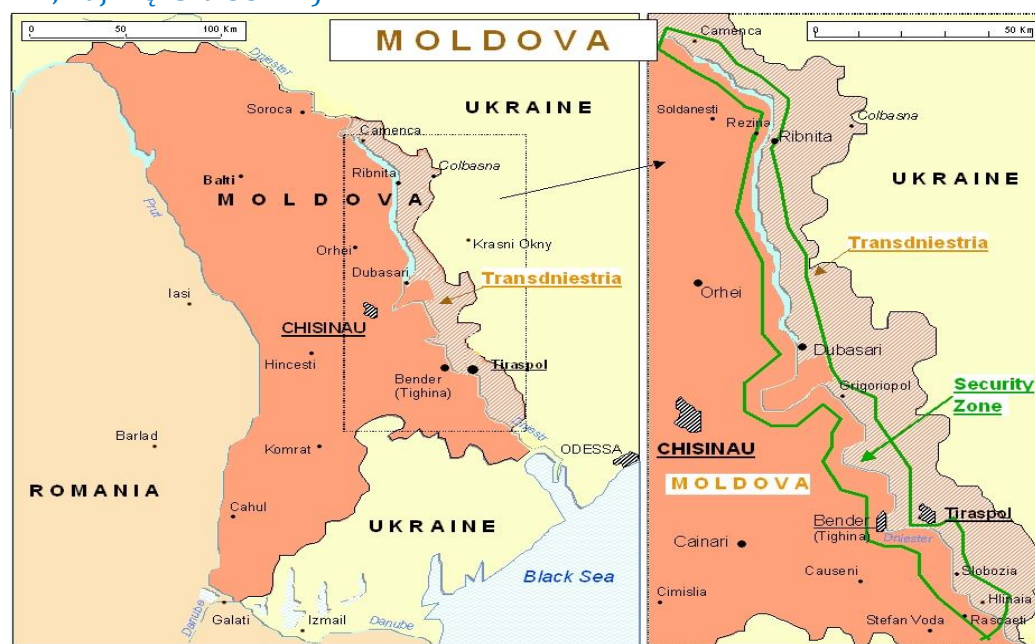 0 50 100 Km
MOLDOVA
Dniester
UKRAINE
Soroca
Camenca
Colbasna
Ribnita
Balti
MOLDOVA
Prut
Krasni Okny
Orhei
Dubasari
Transdniestria
Iasi
CHISINAU
Hincesti
Bender
(Tighina)
Tiraspol
Barlad
Komrat
ODESSA
ROMANIA
Cahul
UKRAINE
Black Sea
Galati
Izmail
Danube
Danube
0 50 Km
Camenca
Soldanesti
Rezina
Ribnita
Colbasna
UKRAINE
Transdniestria
Orhei
Dubasari
Grigoriopol
Security
Zone
CHISINAU
MOLDOVA
Bender
(Tighina)
Tiraspol
Dniester
Cainari
Causeni
Slobozia
Cimislia
Hlinaia
Stefan Voda